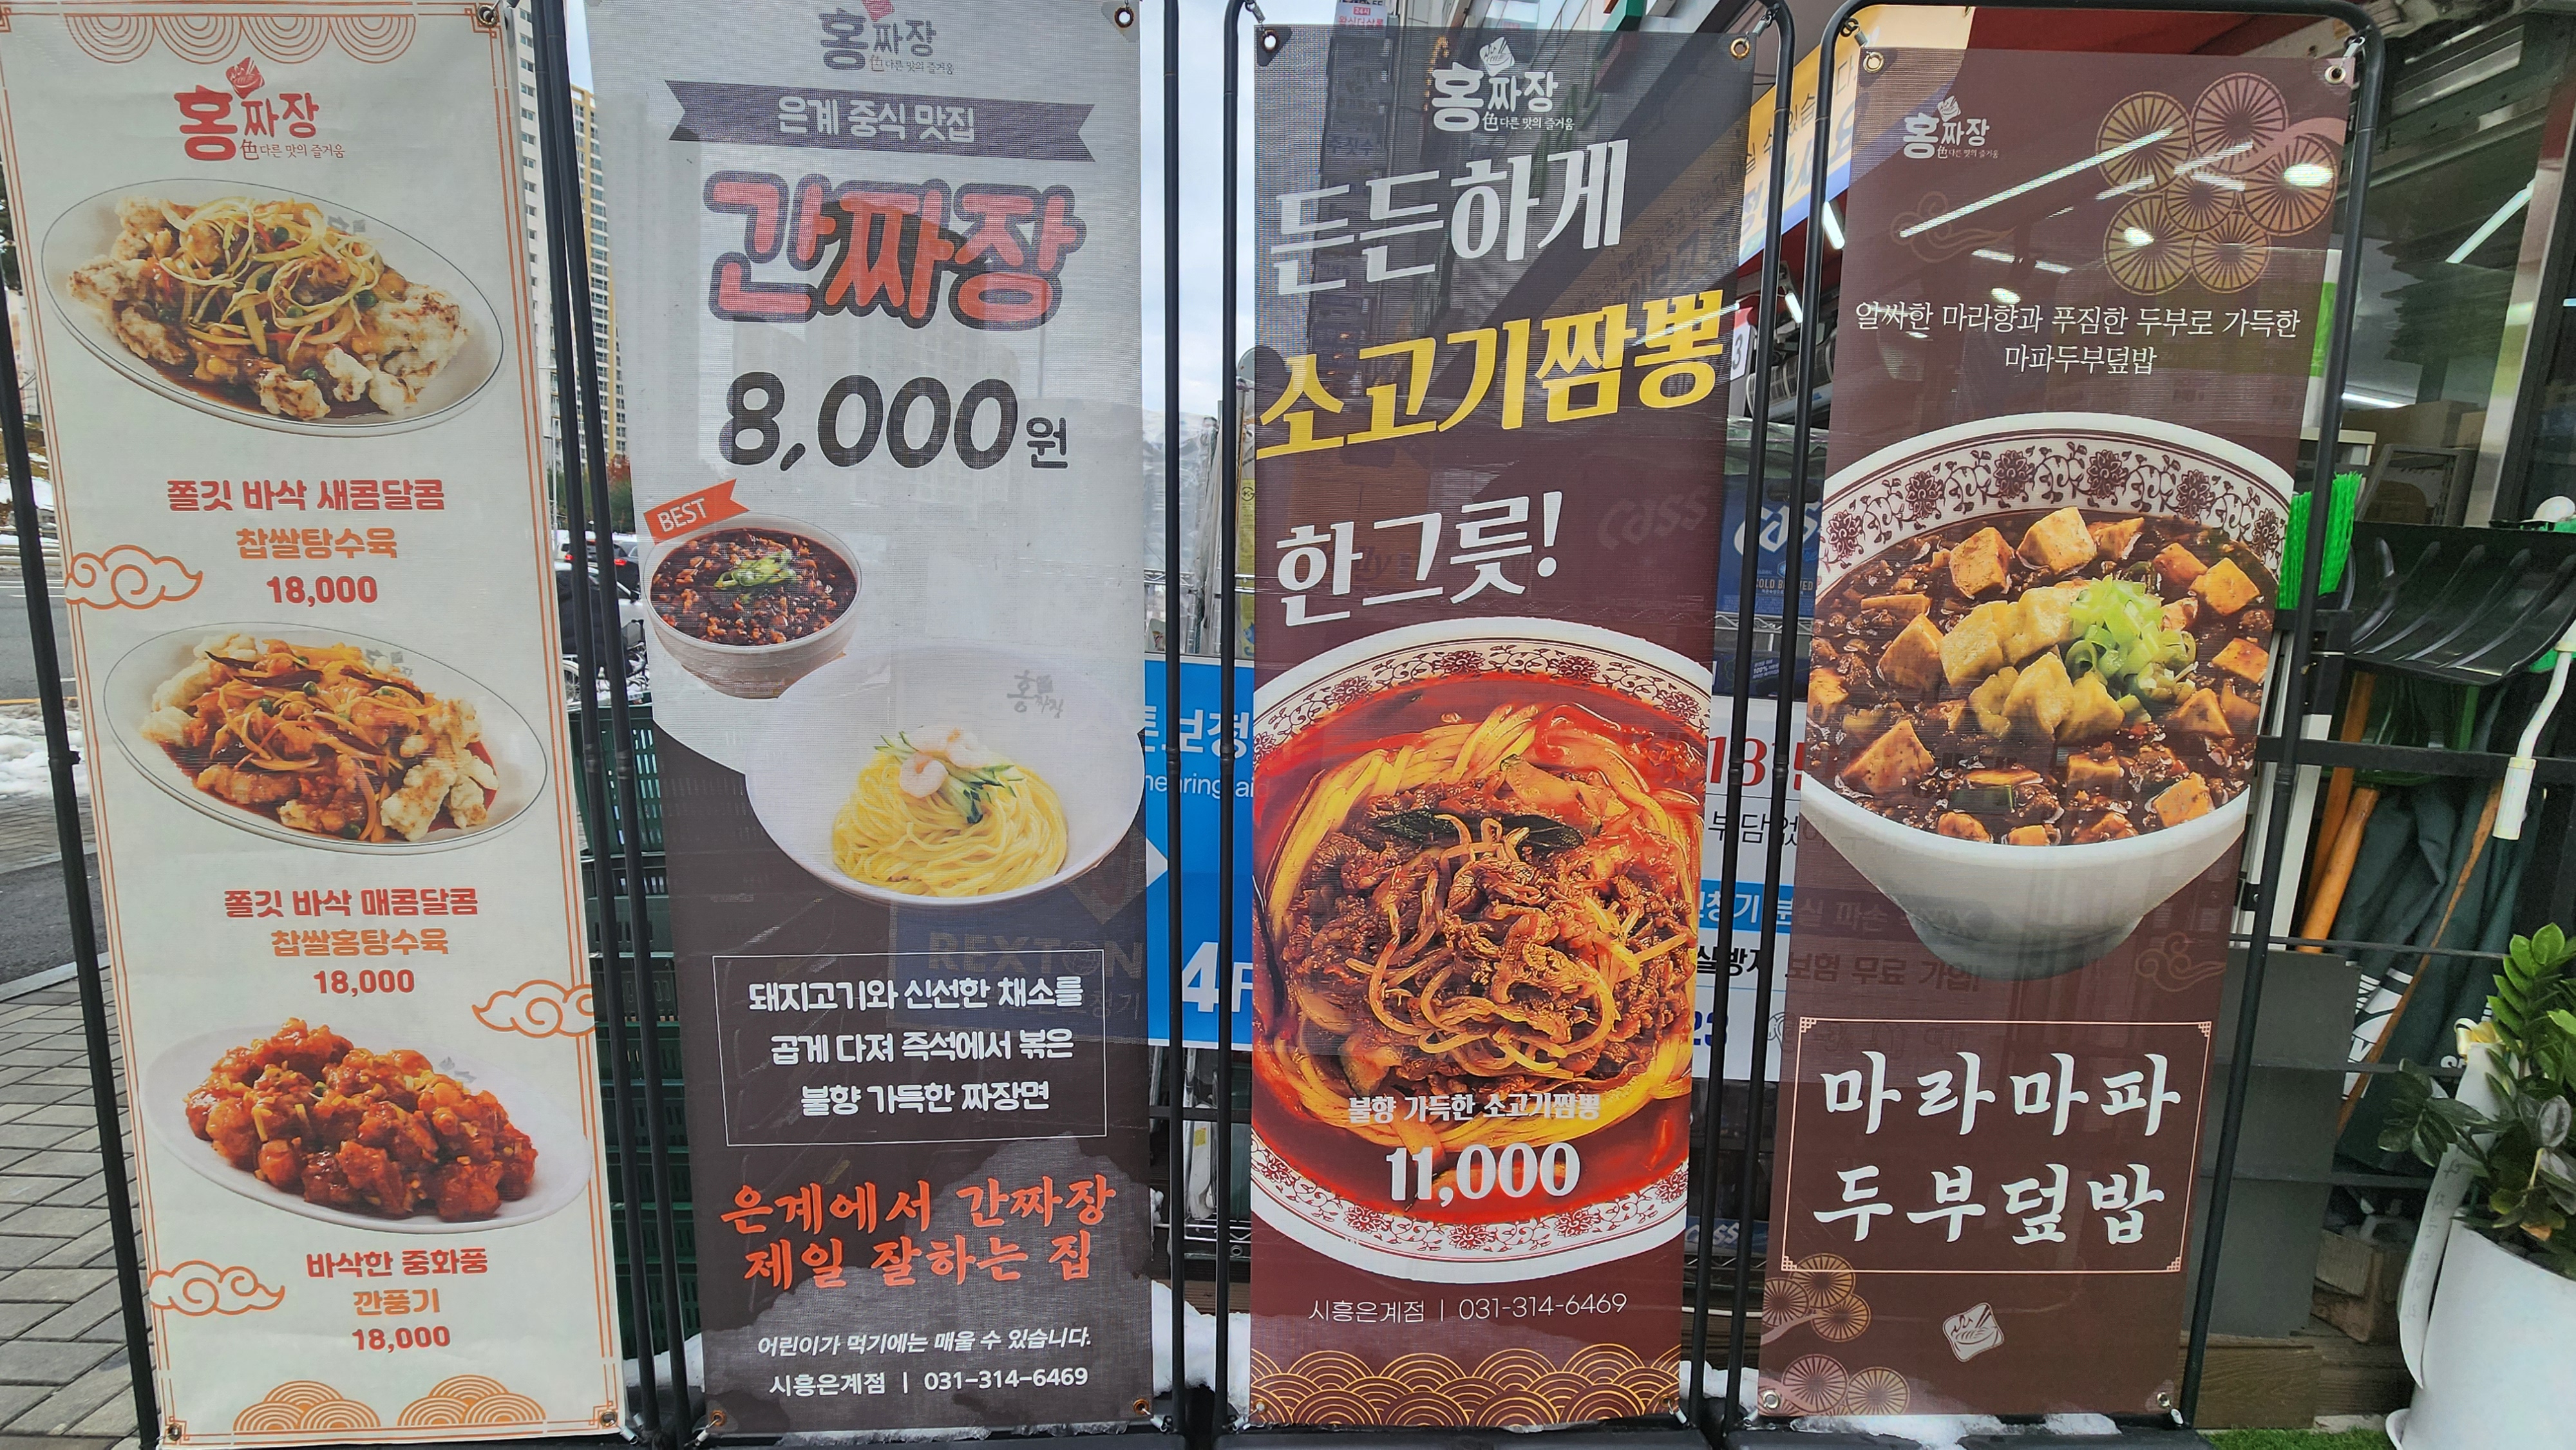 홍짜장
色다른 맛의 즐거움
쫄깃 바삭 새콤달콤
찹쌀탕수육
18,000
쫄깃 바삭 매콤달콤
찹쌀홍탕수육
18,000
바삭한 중화풍
깐풍기
18,000
홍짜장
色다른 맛의 즐거움
은계 중식 맛집
간짜장
8,000원
BEST
홍짜장
돼지고기와 신선한 채소를
곱게 다져 즉석에서 볶은
불향 가득한 짜장면
은계에서 간짜장
제일 잘하는 집
어린이가 먹기에는 매울 수 있습니다.
시흥은계점 | 031-314-6469
REXTON
4F
홍짜장
色다른 맛의 즐거움
든든하게
소고기짬뽕
한그릇!
불향 가득한 소고기짬뽕
11,000
시흥은계점 | 031-314-6469
cass
홍짜장
色다른 맛의 즐거움
얼싸한 마라향과 푸짐한 두부로 가득한
마파두부덮밥
마라마파
두부덮밥
보험 무료 가입!